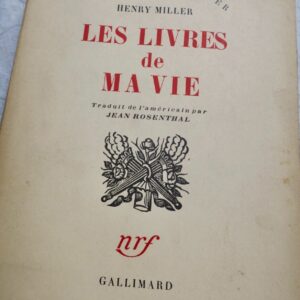 HENRY MILLER
LES LIVRES
de
MA VIE
Traduit de l'américain par
JEAN ROSENTHAL
nrf
GALLIMARD